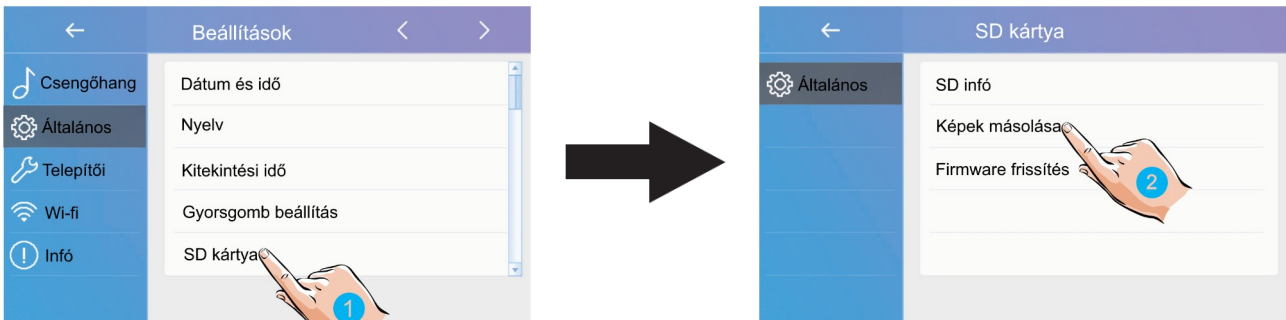 Beállítások
Csengőhang
Általános
Telepítői
Wi-fi
Infó
Dátum és idő
Nyelv
Kitekintési idő
Gyorsgomb beállítás
SD kártya
1
SD kártya
Általános
SD infó
Képek másolása
Firmware frissítés
2